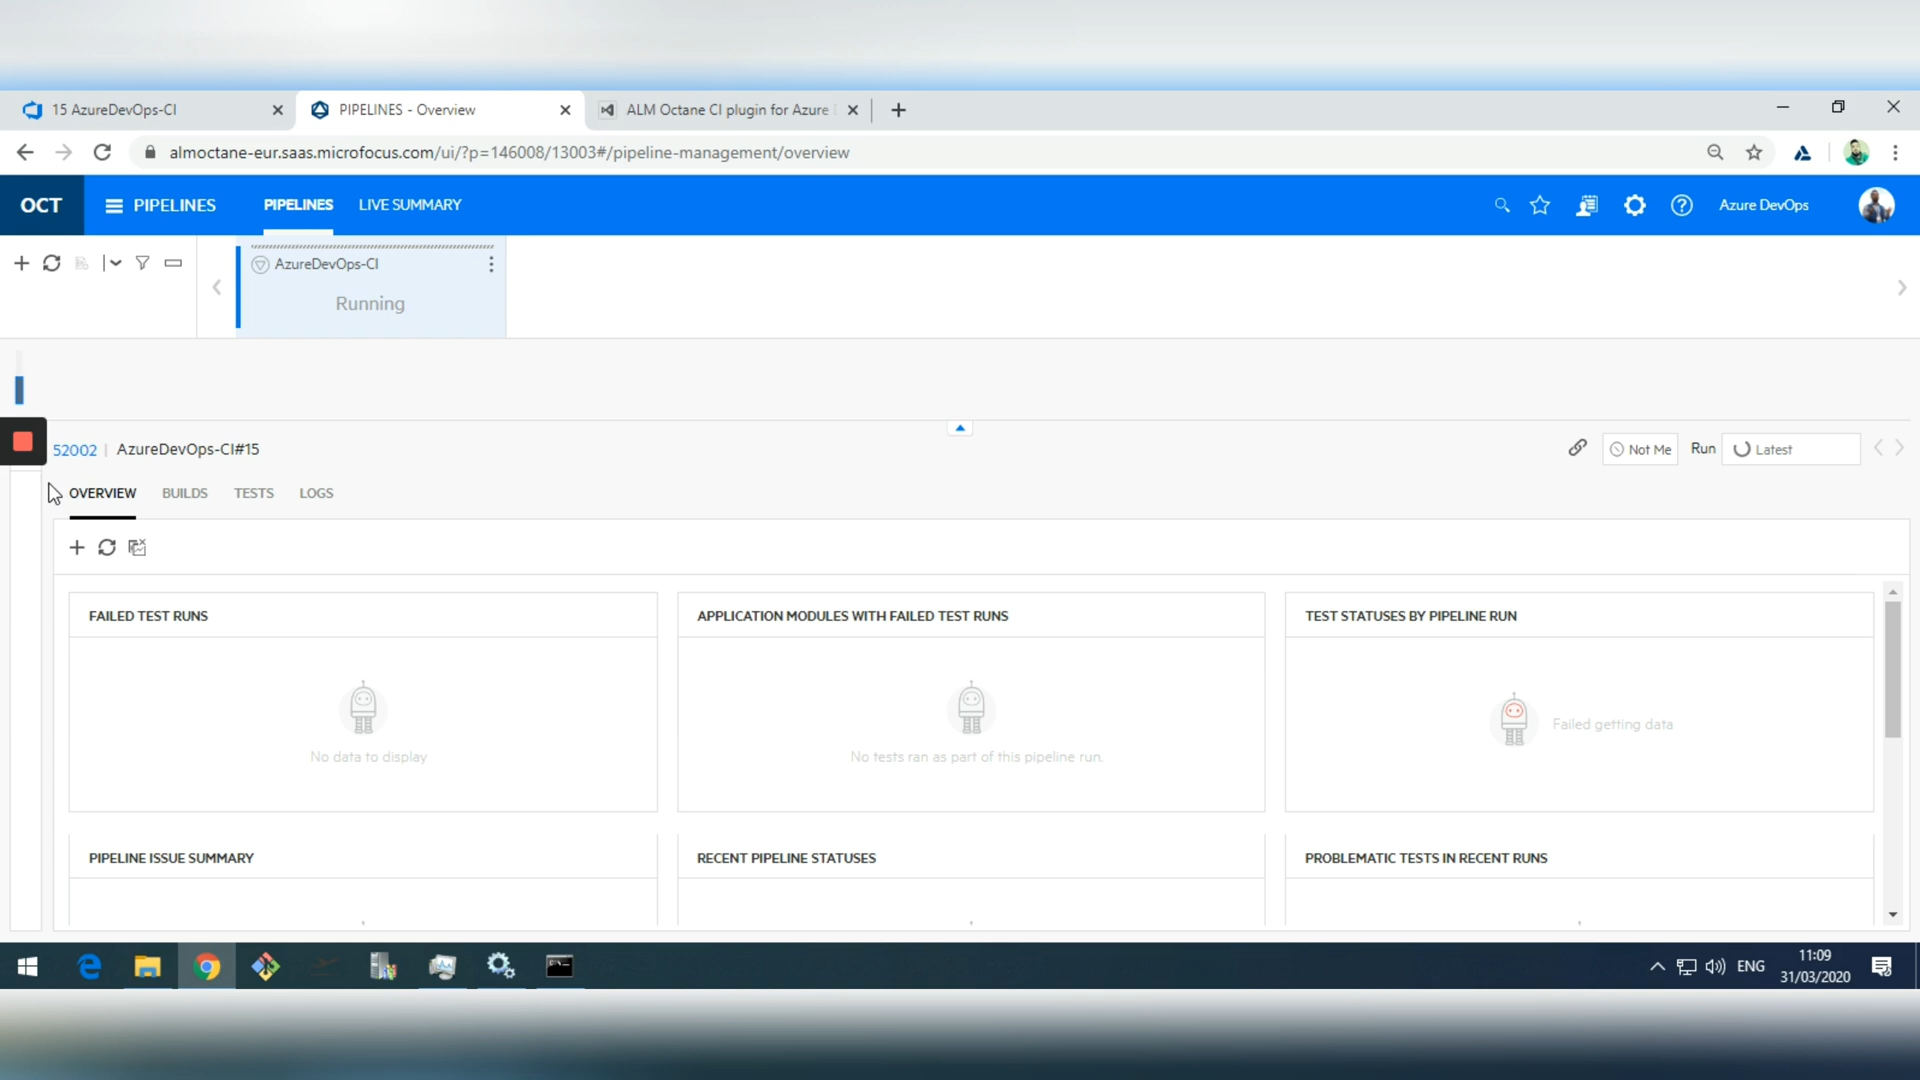 15 AzureDevOps-CI
PIPELINES - Overview
ALM Octane CI plugin for Azure
almoctane-eur.saas.microfocus.com/ui/?p=146008/13003#/pipeline-management/overview
OCT
PIPELINES
PIPELINES
LIVE SUMMARY
Azure DevOps
AzureDevOps-CI
Running
52002 | AzureDevOps-CI#15
Not Me
Run
Latest
OVERVIEW
BUILDS
TESTS
LOGS
FAILED TEST RUNS
APPLICATION MODULES WITH FAILED TEST RUNS
TEST STATUSES BY PIPELINE RUN
No data to display
No tests ran as part of this pipeline run.
Failed getting data
PIPELINE ISSUE SUMMARY
RECENT PIPELINE STATUSES
PROBLEMATIC TESTS IN RECENT RUNS
ENG
11:09
31/03/2020